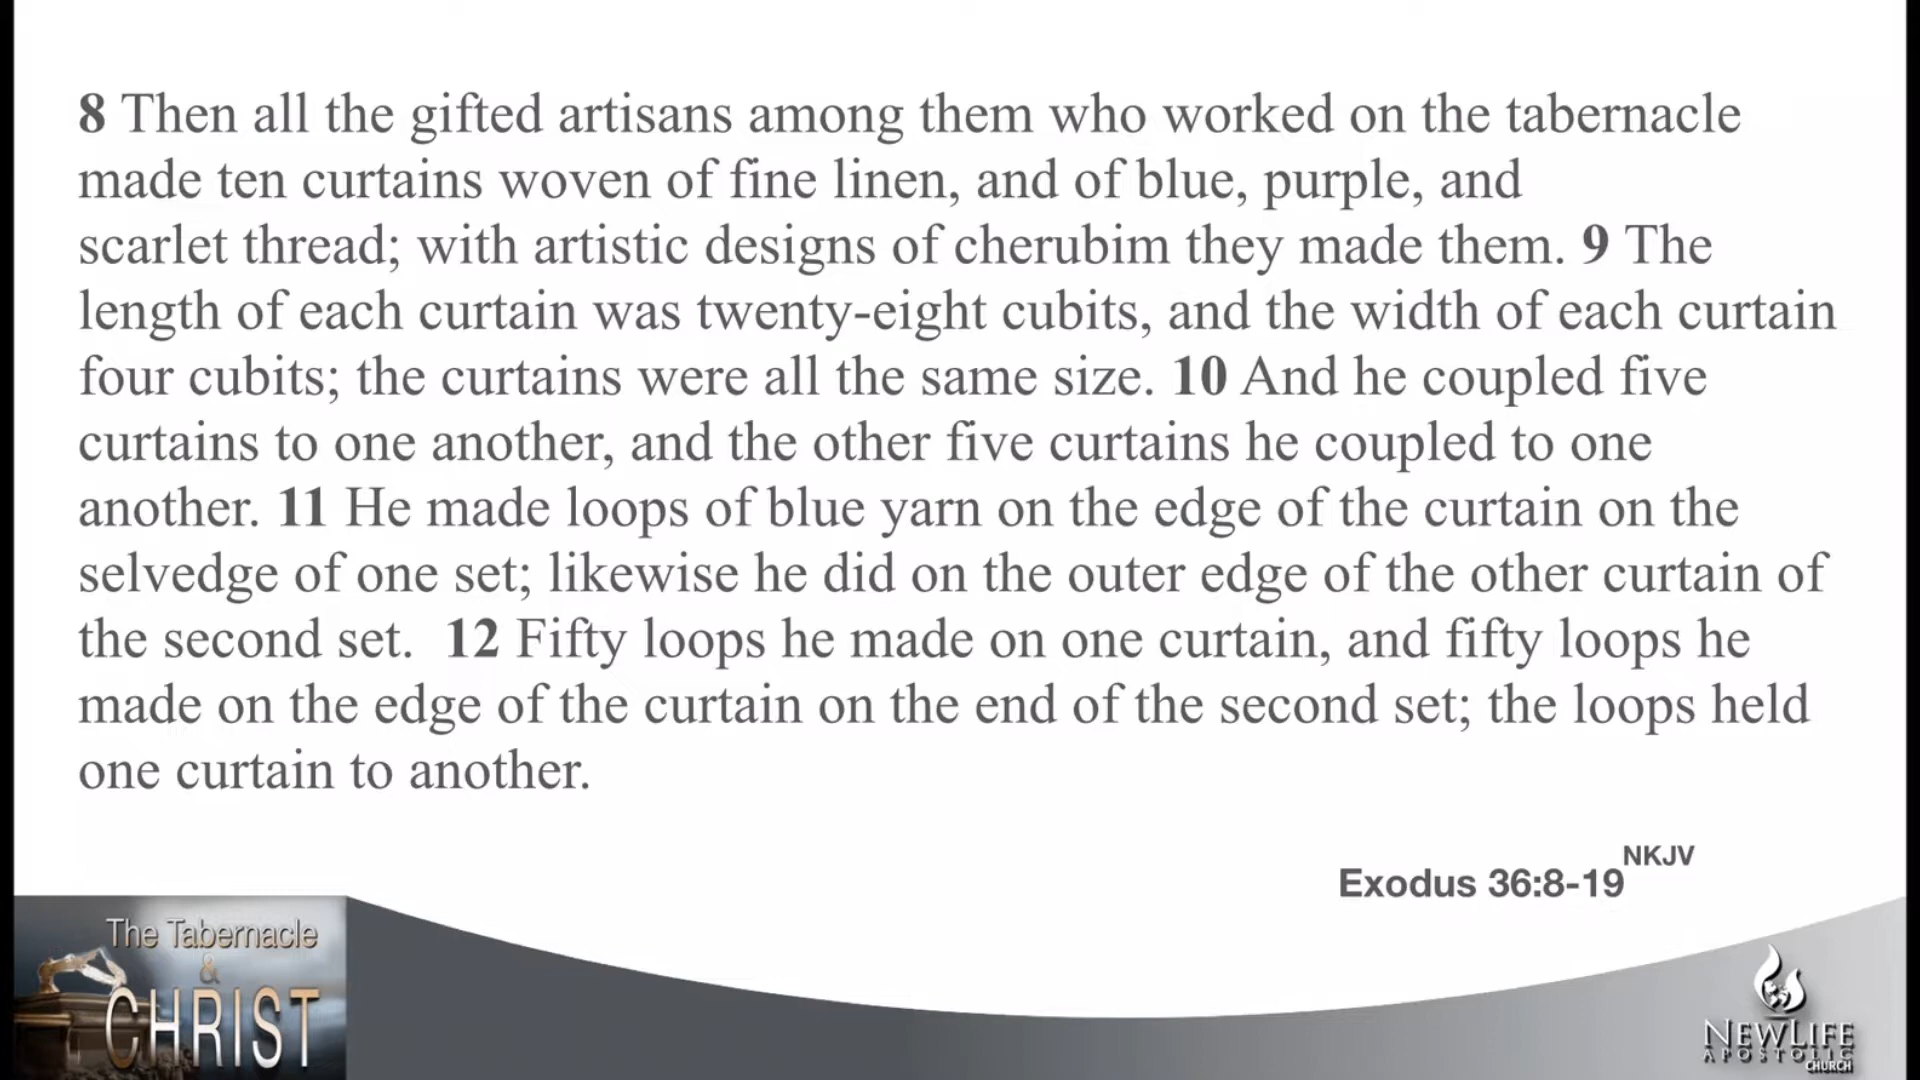 8 Then all the gifted artisans among them who worked on the tabernacle
made ten curtains woven of fine linen, and of blue, purple, and
scarlet thread; with artistic designs of cherubim they made them. 9 The
length of each curtain was twenty-eight cubits, and the width of each curtain
four cubits; the curtains were all the same size. 10 And he coupled five
curtains to one another, and the other five curtains he coupled to one
another. 11 He made loops of blue yarn on the edge of the curtain on the
selvedge of one set; likewise he did on the outer edge of the other curtain of
the second set.  12 Fifty loops he made on one curtain, and fifty loops he
made on the edge of the curtain on the end of the second set; the loops held
one curtain to another.
Exodus 36:8-19 NKJV
The Tabernacle
&
CHRIST
NEWLIFE
APOSTOLIC
CHURCH